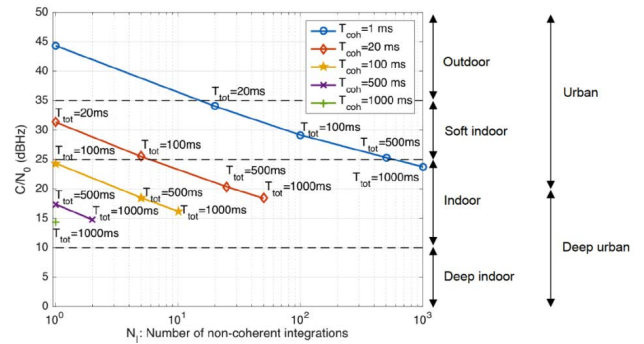 50
45
40
35
30
25
20
15
10
5
0
C/N0 (dBHz)
10^0
10^1
10^2
10^3
NI: Number of non-coherent integrations
Tcoh=1 ms
Tcoh=20 ms
Tcoh=100 ms
Tcoh=500 ms
Tcoh=1000 ms
Ttot=20ms
Ttot=100ms
Ttot=500ms
Ttot=1000ms
Ttot=20ms
Ttot=100ms
Ttot=500ms
Ttot=1000ms
Ttot=100ms
Ttot=500ms
Ttot=1000ms
Ttot=500ms
Ttot=1000ms
Ttot=1000ms
Outdoor
Soft indoor
Indoor
Deep indoor
Urban
Deep urban